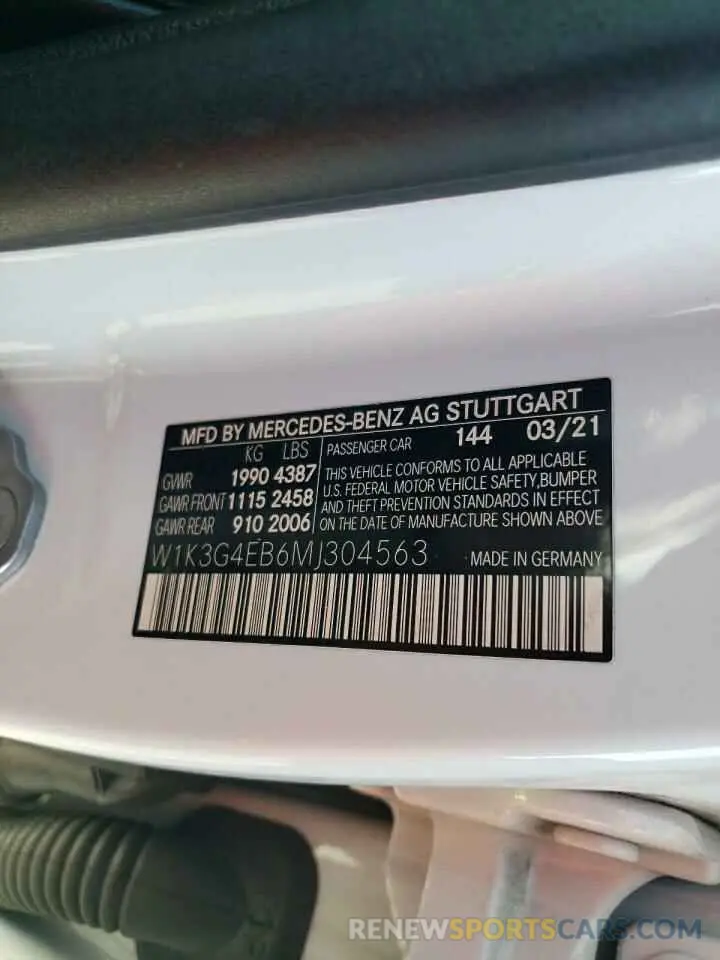 MFD BY MERCEDES-BENZ AG STUTTGART
KG LBS PASSENGER CAR 144 03/21
GVWR 1990 4387 THIS VEHICLE CONFORMS TO ALL APPLICABLE
U.S. FEDERAL MOTOR VEHICLE SAFETY,BUMPER
GAWR FRONT 1115 2458 AND THEFT PREVENTION STANDARDS IN EFFECT
GAWR REAR 910 2006 ON THE DATE OF MANUFACTURE SHOWN ABOVE
W1K3G4EB6MJ304563 MADE IN GERMANY
RENEWSPORTSCARS.COM